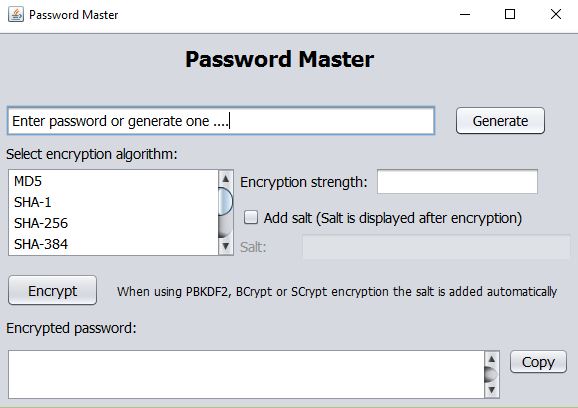 Password Master
Password Master
Enter password or generate one ....
Generate
Select encryption algorithm:
MD5
SHA-1
SHA-256
SHA-384
Encryption strength:
Add salt (Salt is displayed after encryption)
Salt:
Encrypt
When using PBKDF2, BCrypt or SCrypt encryption the salt is added automatically
Encrypted password:
Copy